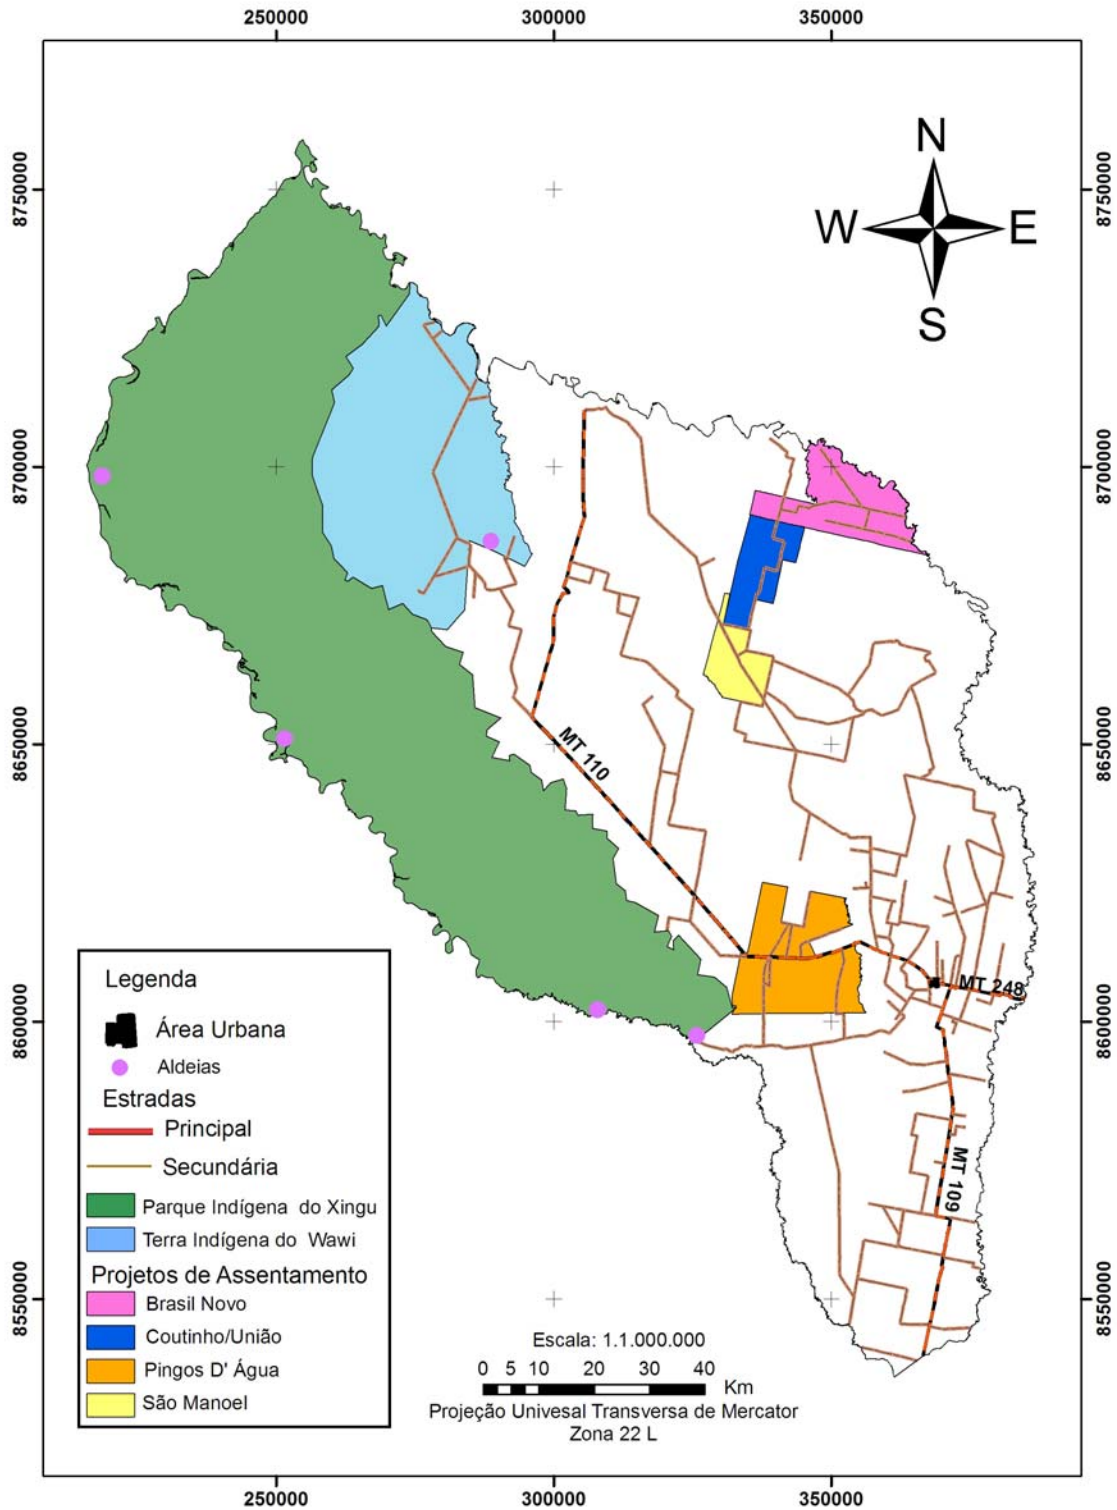 250000 300000 350000
N
W E
S
8750000 8750000
8700000 8700000
8650000 8650000
MT 110
MT 248
8600000 8600000
MT 109
8550000 8550000
Legenda
Área Urbana
Aldeias
Estradas
Principal
Secundária
Parque Indígena do Xingu
Terra Indígena do Wawi
Projetos de Assentamento
Brasil Novo
Coutinho/União
Pingos D' Água
São Manoel
Escala: 1.1.000.000
0 5 10 20 30 40
Km
Projeção Univesal Transversa de Mercator
Zona 22 L
250000 300000 350000